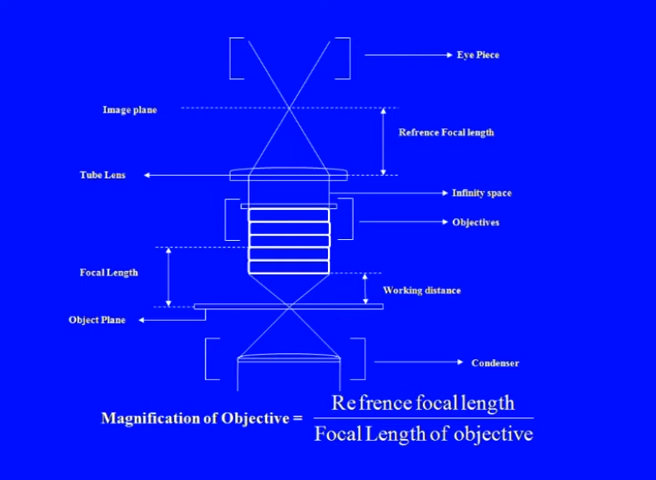 Eye Piece
Image plane
Refrence Focal length
Tube Lens
Infinity space
Objectives
Focal Length
Working distance
Object Plane
Condenser
Magnification of Objective = Refrence focal length
Focal Length of objective